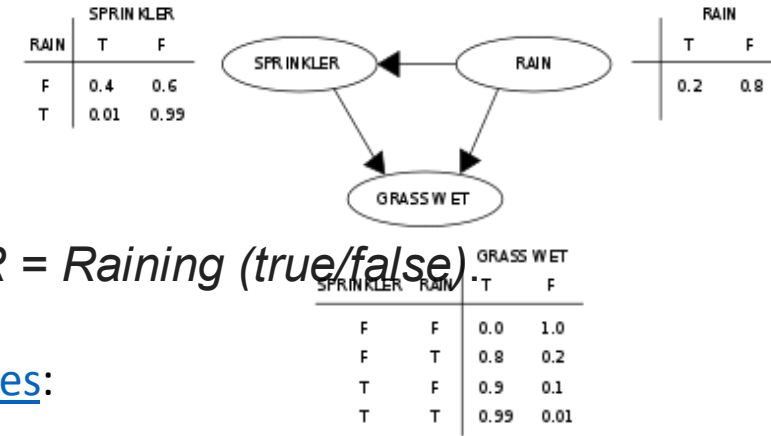 SPRINKLER
RAIN T F
F 0.4 0.6
T 0.01 0.99
SPRINKLER
RAIN
RAIN
T F
0.2 0.8
GRASS WET
R = Raining (true/false).
GRASS WET
SPRINKLER RAIN T F
F F 0.0 1.0
F T 0.8 0.2
T F 0.9 0.1
T T 0.99 0.01
es: